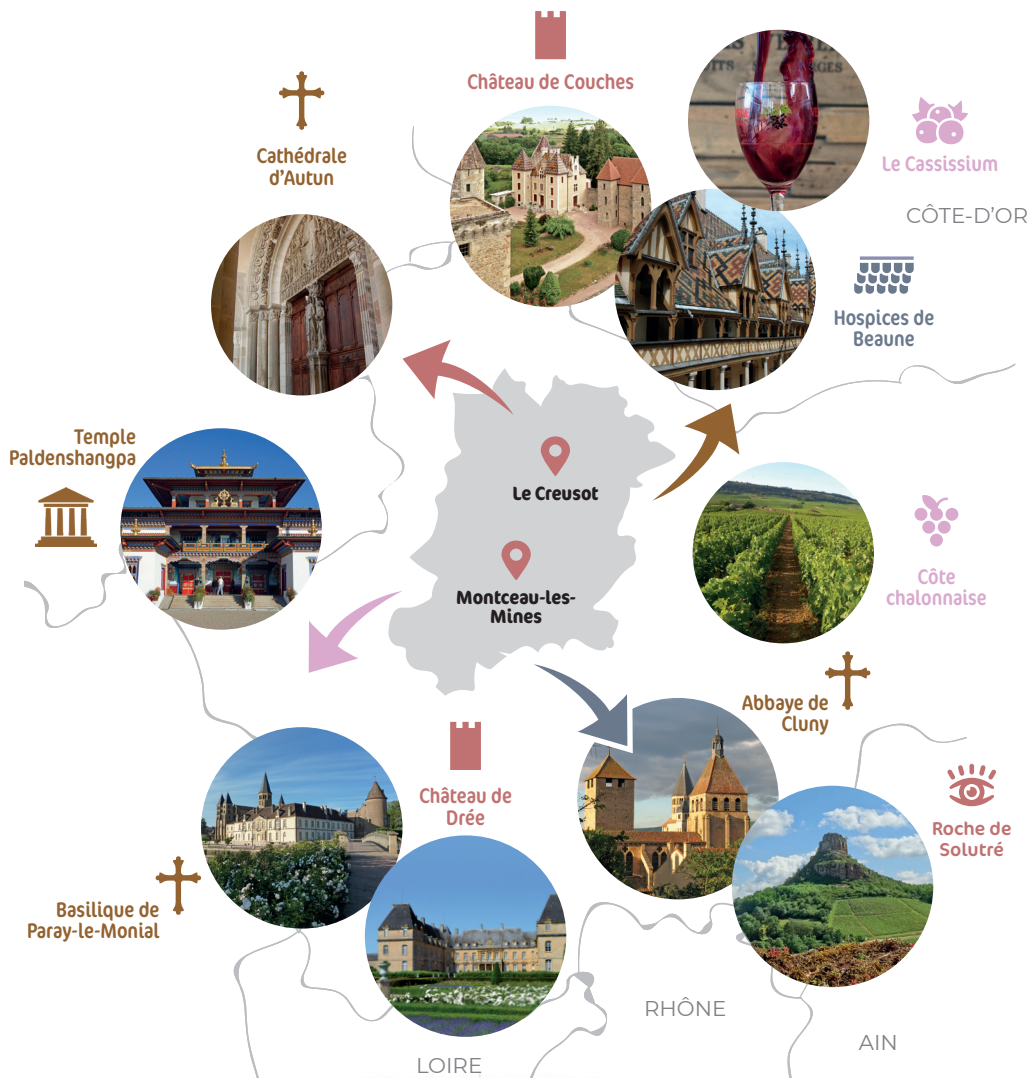 Château de Couches
Cathédrale
d'Autun
Le Cassissium
CÔTE-D'OR
Hospices de
Beaune
Temple
Paldenshangpa
Le Creusot
Montceau-les-
Mines
Côte
chalonnaise
Abbaye de
Cluny
Château de
Drée
Roche de
Solutré
Basilique de
Paray-le-Monial
RHÔNE
AIN
LOIRE